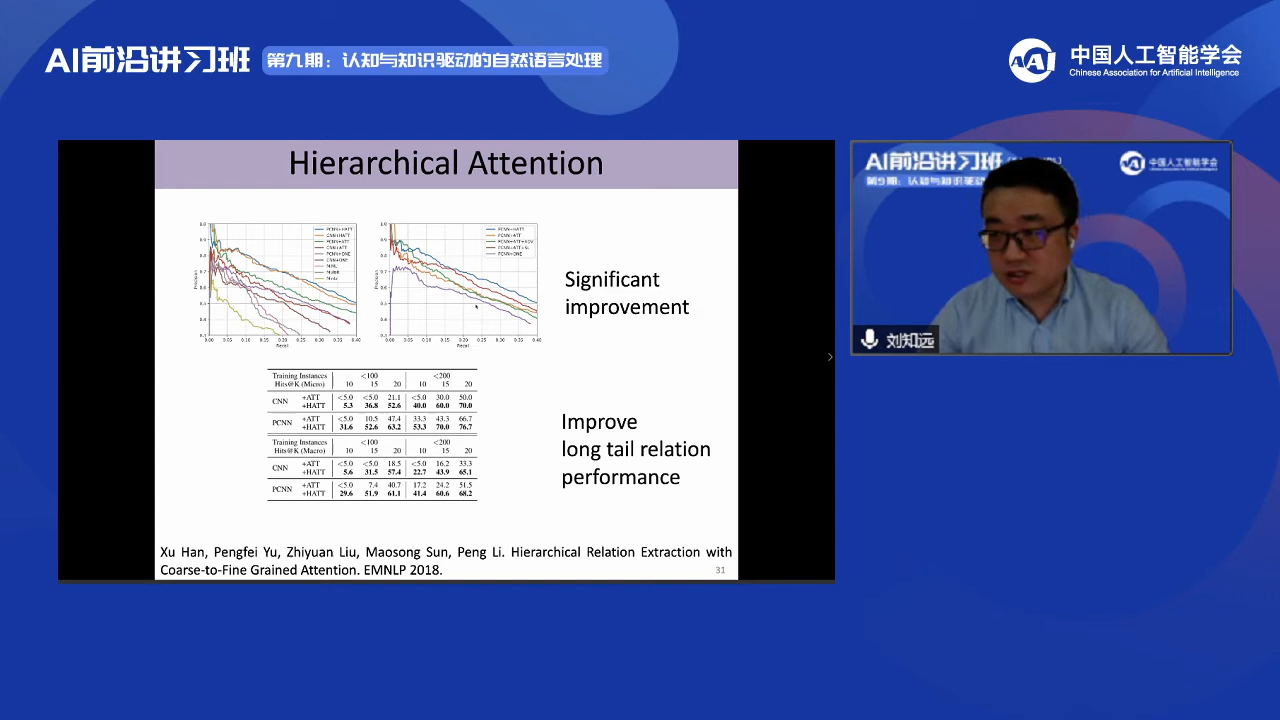 AI前沿讲习班 第九期：认知与知识驱动的自然语言处理
中国人工智能学会
Chinese Association for Artificial Intelligence
Hierarchical Attention
Significant
improvement
Training Instances <100 <200
Hits@K (Micro) 10 15 20 10 15 20
CNN +ATT <5.0 <5.0 21.1 <5.0 30.0 50.0
+HATT 5.3 36.8 52.6 40.0 60.0 70.0
PCNN +ATT <5.0 10.5 47.4 33.3 43.3 66.7
+HATT 31.6 52.6 63.2 53.3 70.0 76.7
Training Instances <100 <200
Hits@K (Macro) 10 15 20 10 15 20
CNN +ATT <5.0 <5.0 18.5 <5.0 16.2 33.3
+HATT 5.6 31.5 57.4 22.7 43.9 65.1
PCNN +ATT <5.0 7.4 40.7 17.2 24.2 51.5
+HATT 29.6 51.9 61.1 41.4 60.6 68.2
Improve
long tail relation
performance
Xu Han, Pengfei Yu, Zhiyuan Liu, Maosong Sun, Peng Li. Hierarchical Relation Extraction with
Coarse-to-Fine Grained Attention. EMNLP 2018.
31
AI前沿讲习班
中国人工智能学会
刘知远